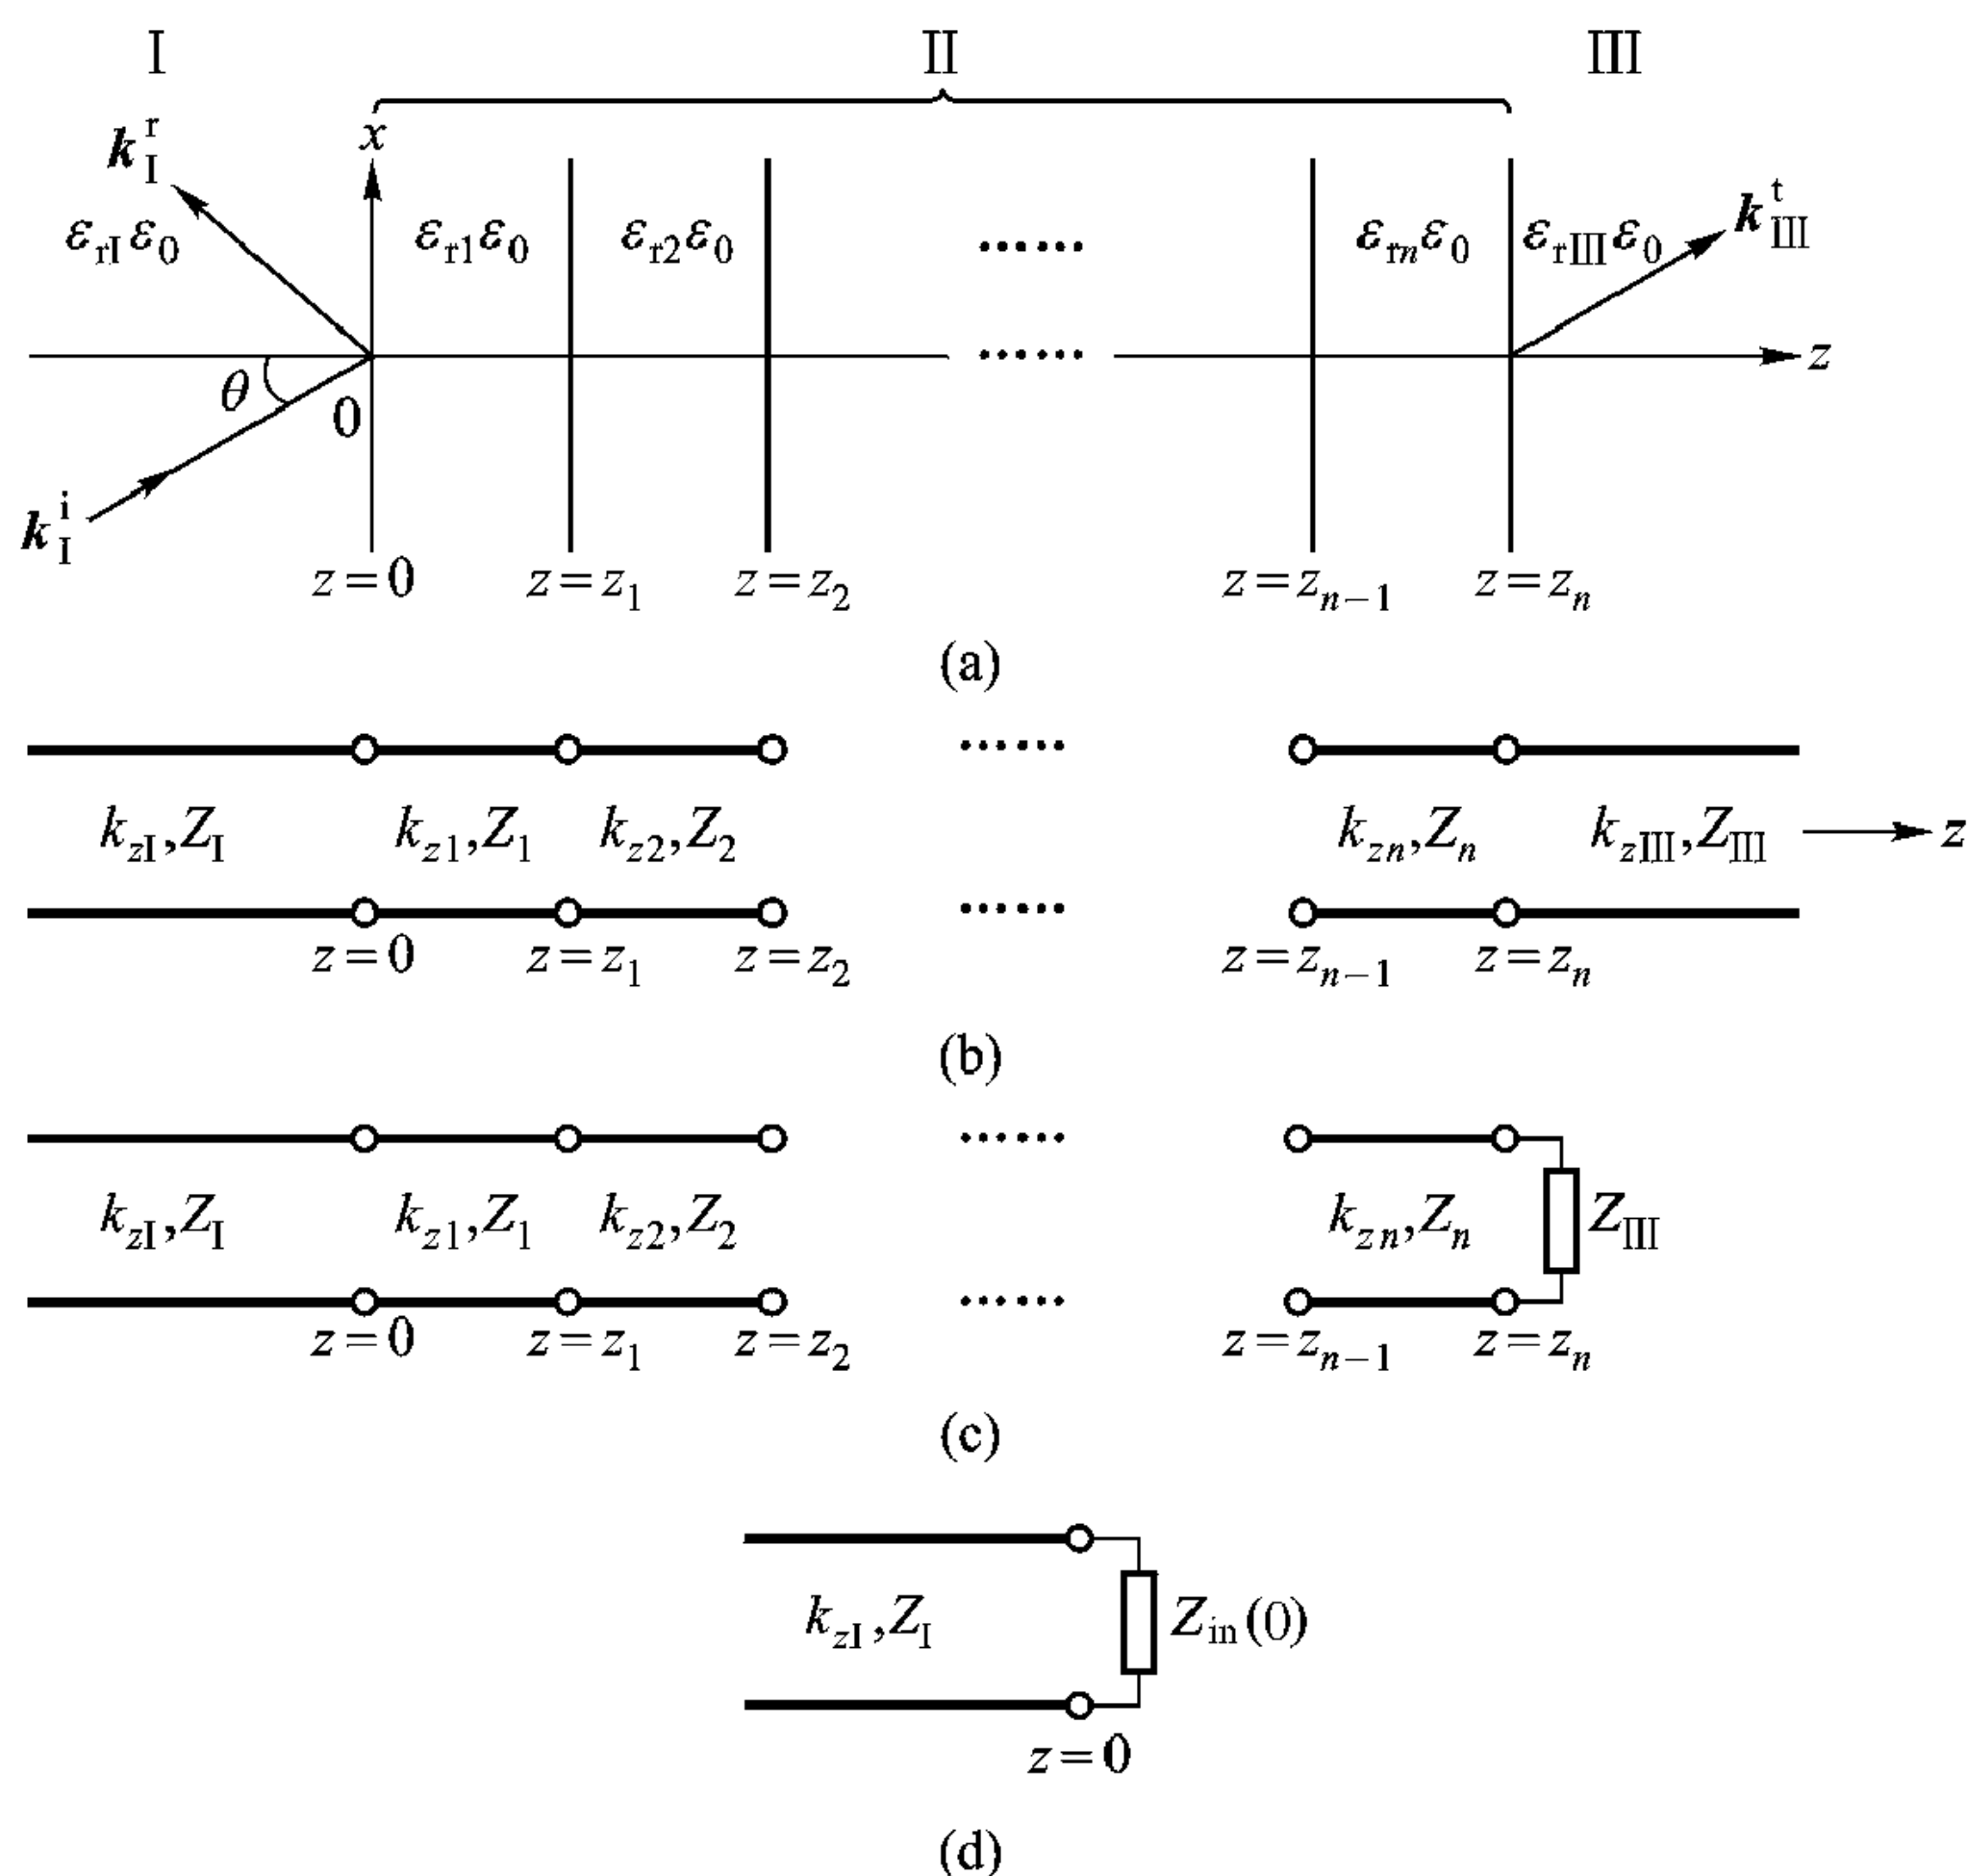 I II III
x
k_I^r
k_III^t
ε_rI ε_0 ε_r1 ε_0 ε_r2 ε_0 ...... ε_rn ε_0 ε_rIII ε_0
...... z
θ 0
k_I^i
z=0 z=z_1 z=z_2 z=z_{n-1} z=z_n
(a)
......
k_zI,Z_I k_z1,Z_1 k_z2,Z_2 k_zn,Z_n k_zIII,Z_III z
......
z=0 z=z_1 z=z_2 z=z_{n-1} z=z_n
(b)
......
k_zI,Z_I k_z1,Z_1 k_z2,Z_2 k_zn,Z_n Z_III
......
z=0 z=z_1 z=z_2 z=z_{n-1} z=z_n
(c)
k_zI,Z_I Z_in(0)
z=0
(d)